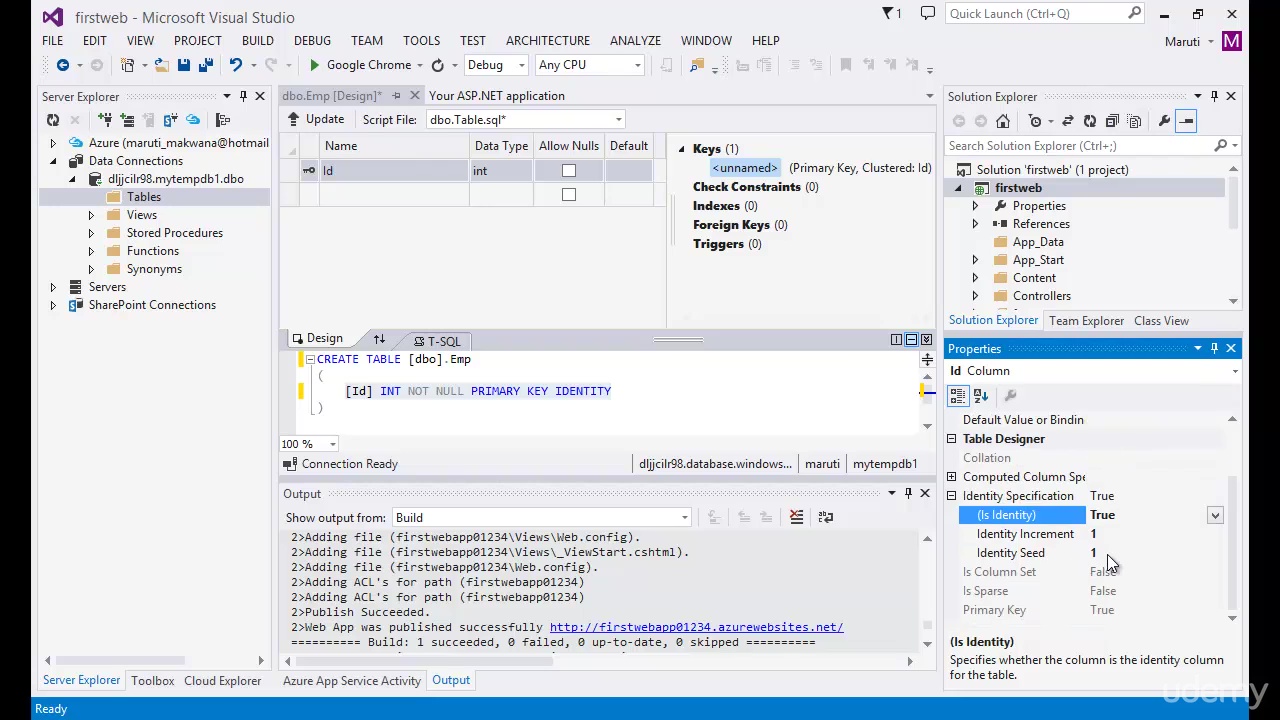 firstweb - Microsoft Visual Studio
1
Quick Launch (Ctrl+Q)
FILE EDIT VIEW PROJECT BUILD DEBUG TEAM TOOLS TEST ARCHITECTURE ANALYZE WINDOW HELP
Maruti M
Google Chrome Debug Any CPU
Server Explorer
Azure (maruti_makwana@hotmail
Data Connections
dljjcilr98.mytempdb1.dbo
Tables
Views
Stored Procedures
Functions
Synonyms
Servers
SharePoint Connections
Server Explorer Toolbox Cloud Explorer
dbo.Emp [Design]* Your ASP.NET application
Update Script File: dbo.Table.sql*
Name Data Type Allow Nulls Default
Id int
Keys (1)
<unnamed> (Primary Key, Clustered: Id)
Check Constraints (0)
Indexes (0)
Foreign Keys (0)
Triggers (0)
Design T-SQL
CREATE TABLE [dbo].Emp
(
[Id] INT NOT NULL PRIMARY KEY IDENTITY
)
100 %
Connection Ready dljjcilr98.database.windows... maruti mytempdb1
Output
Show output from: Build
2>Adding file (firstwebapp01234\Views\Web.config).
2>Adding file (firstwebapp01234\Views\_ViewStart.cshtml).
2>Adding file (firstwebapp01234\Web.config).
2>Adding ACL's for path (firstwebapp01234)
2>Adding ACL's for path (firstwebapp01234)
2>Publish Succeeded.
2>Web App was published successfully http://firstwebapp01234.azurewebsites.net/
========== Build: 1 succeeded, 0 failed, 0 up-to-date, 0 skipped ==========
Azure App Service Activity Output
Solution Explorer
Search Solution Explorer (Ctrl+;)
Solution 'firstweb' (1 project)
firstweb
Properties
References
App_Data
App_Start
Content
Controllers
Solution Explorer Team Explorer Class View
Properties
Id Column
Default Value or Bindin
Table Designer
Collation
Computed Column Spe
Identity Specification True
(Is Identity) True
Identity Increment 1
Identity Seed 1
Is Column Set False
Is Sparse False
Primary Key True
(Is Identity)
Specifies whether the column is the identity column
for the table.
Ready
udemy